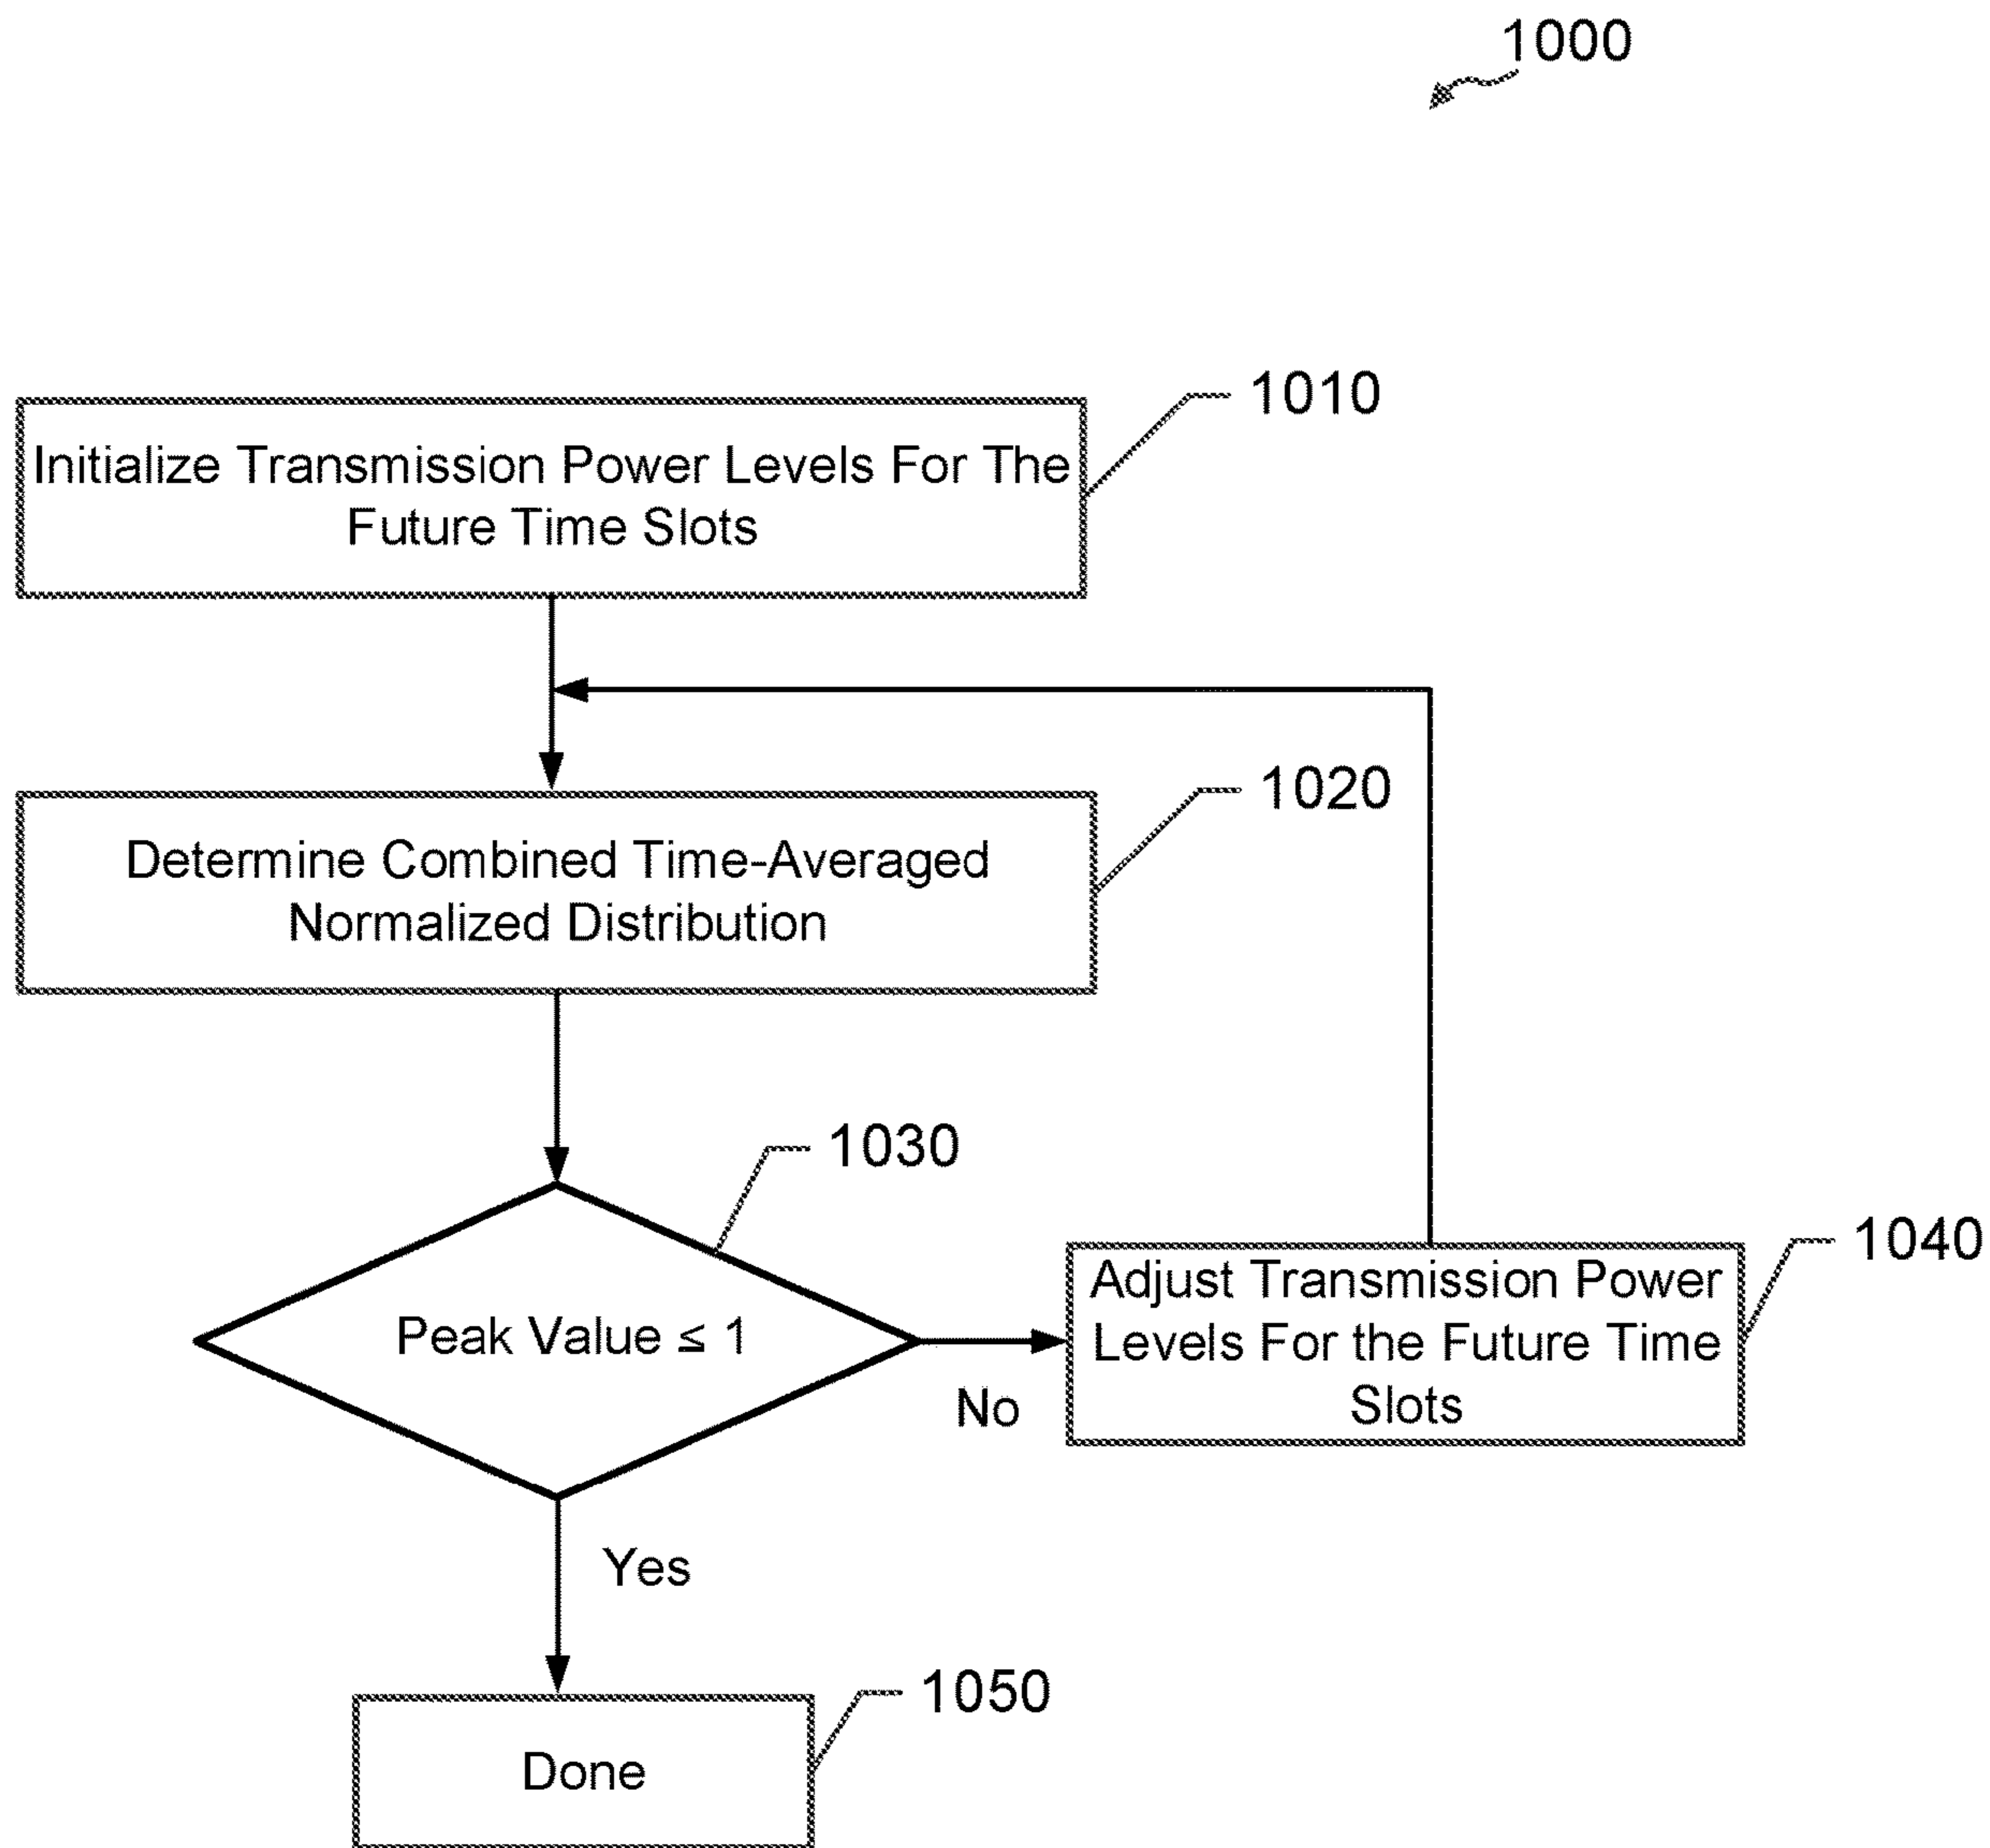 1000
1010
Initialize Transmission Power Levels For The
Future Time Slots
1020
Determine Combined Time-Averaged
Normalized Distribution
1030
Peak Value ≤ 1
No
1040
Adjust Transmission Power
Levels For the Future Time
Slots
Yes
1050
Done